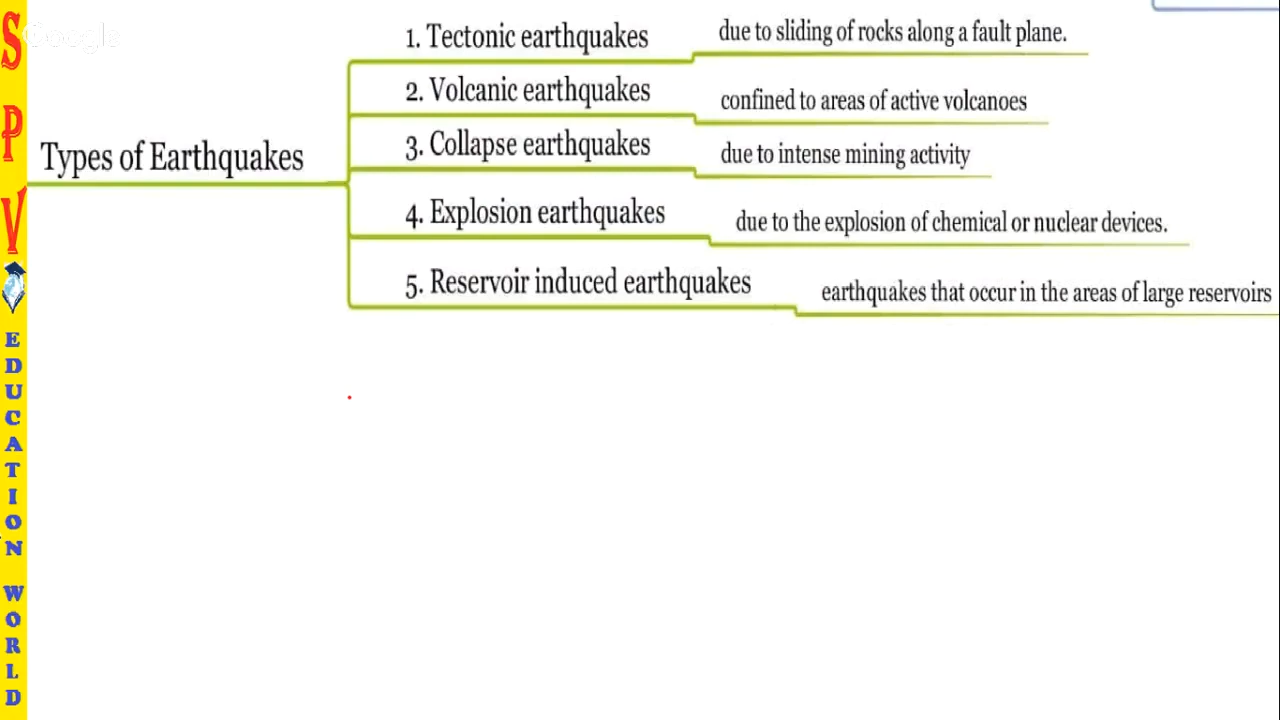 Google
Types of Earthquakes
1. Tectonic earthquakes
due to sliding of rocks along a fault plane.
2. Volcanic earthquakes
confined to areas of active volcanoes
3. Collapse earthquakes
due to intense mining activity
4. Explosion earthquakes
due to the explosion of chemical or nuclear devices.
5. Reservoir induced earthquakes
earthquakes that occur in the areas of large reservoirs
SPV
EDUCATION
WORLD